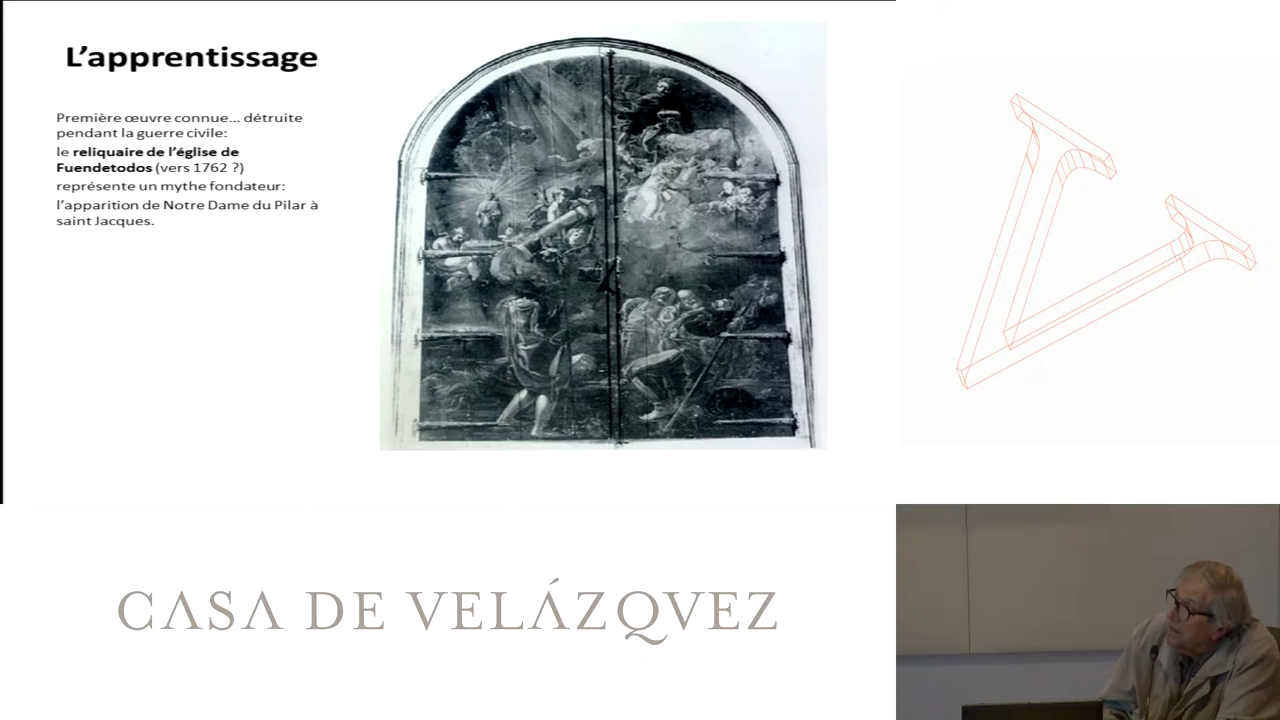 L'apprentissage
Première œuvre connue... détruite
pendant la guerre civile:
le reliquaire de l'église de
Fuendetodos (vers 1762 ?)
représente un mythe fondateur:
l'apparition de Notre Dame du Pilar à
saint Jacques.
CASA DE VELÁZQVEZ